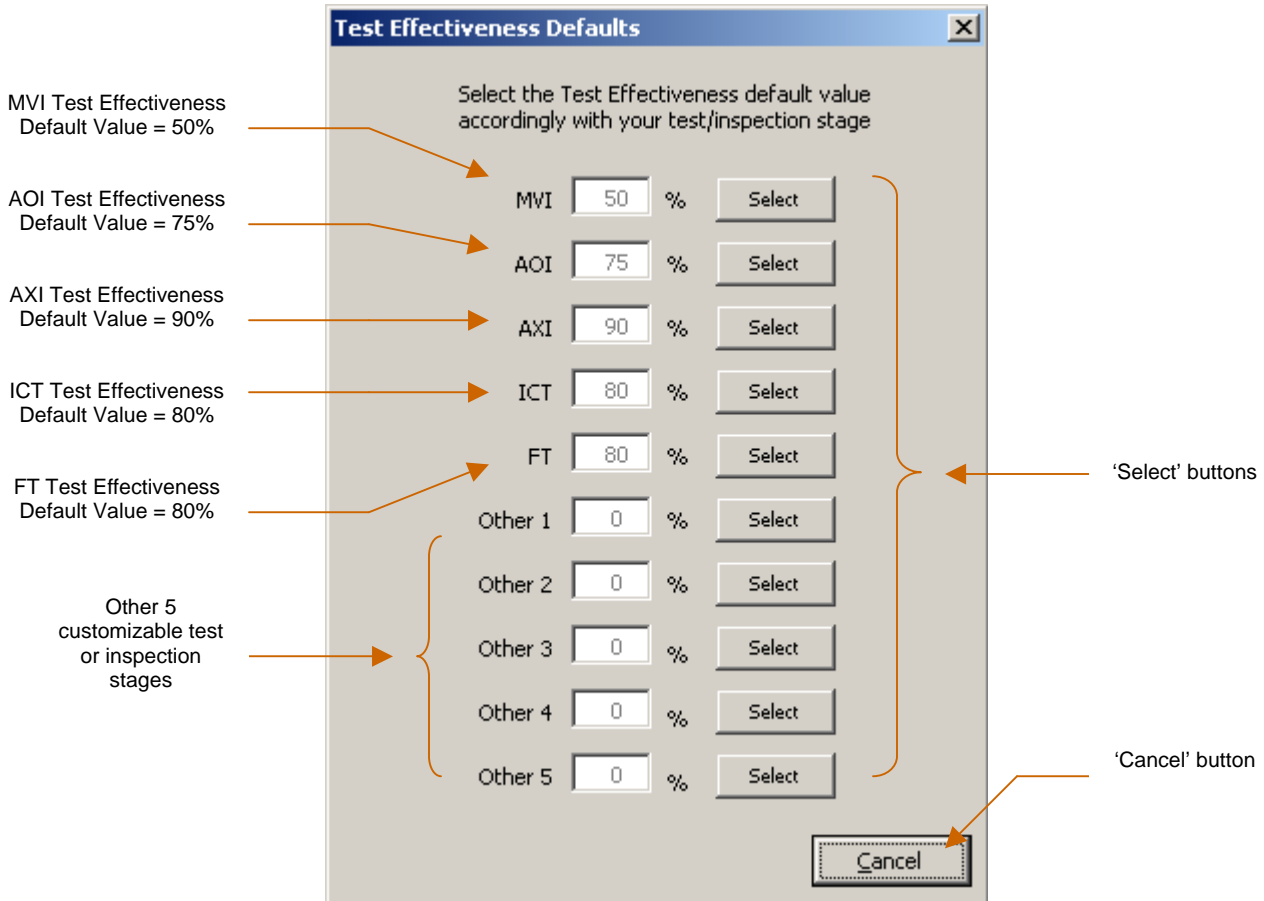 Test Effectiveness Defaults
Select the Test Effectiveness default value
accordingly with your test/inspection stage
MVI Test Effectiveness
Default Value = 50%
AOI Test Effectiveness
Default Value = 75%
AXI Test Effectiveness
Default Value = 90%
ICT Test Effectiveness
Default Value = 80%
FT Test Effectiveness
Default Value = 80%
Other 5
customizable test
or inspection
stages
MVI 50 % Select
AOI 75 % Select
AXI 90 % Select
ICT 80 % Select
FT 80 % Select
Other 1 0 % Select
Other 2 0 % Select
Other 3 0 % Select
Other 4 0 % Select
Other 5 0 % Select
‘Select’ buttons
‘Cancel’ button
Cancel